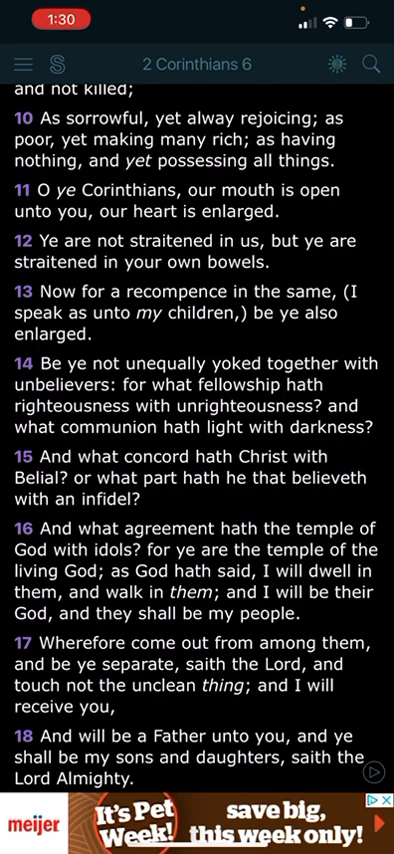 1:30
2 Corinthians 6
and not killed;
10 As sorrowful, yet alway rejoicing; as
poor, yet making many rich; as having
nothing, and yet possessing all things.
11 O ye Corinthians, our mouth is open
unto you, our heart is enlarged.
12 Ye are not straitened in us, but ye are
straitened in your own bowels.
13 Now for a recompence in the same, (I
speak as unto my children,) be ye also
enlarged.
14 Be ye not unequally yoked together with
unbelievers: for what fellowship hath
righteousness with unrighteousness? and
what communion hath light with darkness?
15 And what concord hath Christ with
Belial? or what part hath he that believeth
with an infidel?
16 And what agreement hath the temple of
God with idols? for ye are the temple of the
living God; as God hath said, I will dwell in
them, and walk in them; and I will be their
God, and they shall be my people.
17 Wherefore come out from among them,
and be ye separate, saith the Lord, and
touch not the unclean thing; and I will
receive you,
18 And will be a Father unto you, and ye
shall be my sons and daughters, saith the
Lord Almighty.
meijer
It's Pet
Week!
save big,
this week only!